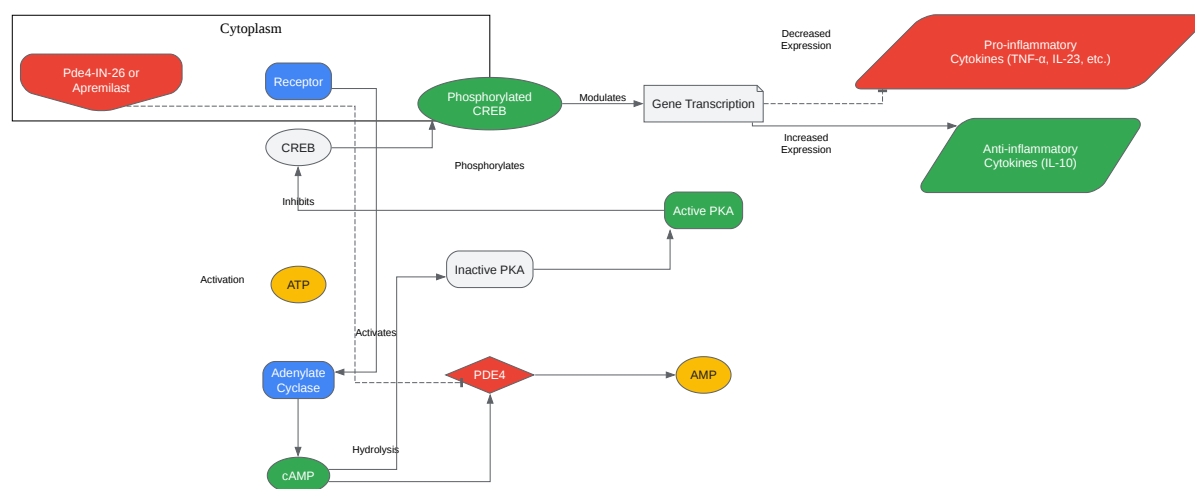 Cytoplasm
Pde4-IN-26 or
Apremilast
Receptor
Phosphorylated
CREB
Modulates
Gene Transcription
Decreased
Expression
Pro-inflammatory
Cytokines (TNF-α, IL-23, etc.)
Increased
Expression
Anti-inflammatory
Cytokines (IL-10)
CREB
Phosphorylates
Inhibits
Active PKA
Inactive PKA
Activation
ATP
Activates
Adenylate
Cyclase
PDE4
AMP
Hydrolysis
cAMP